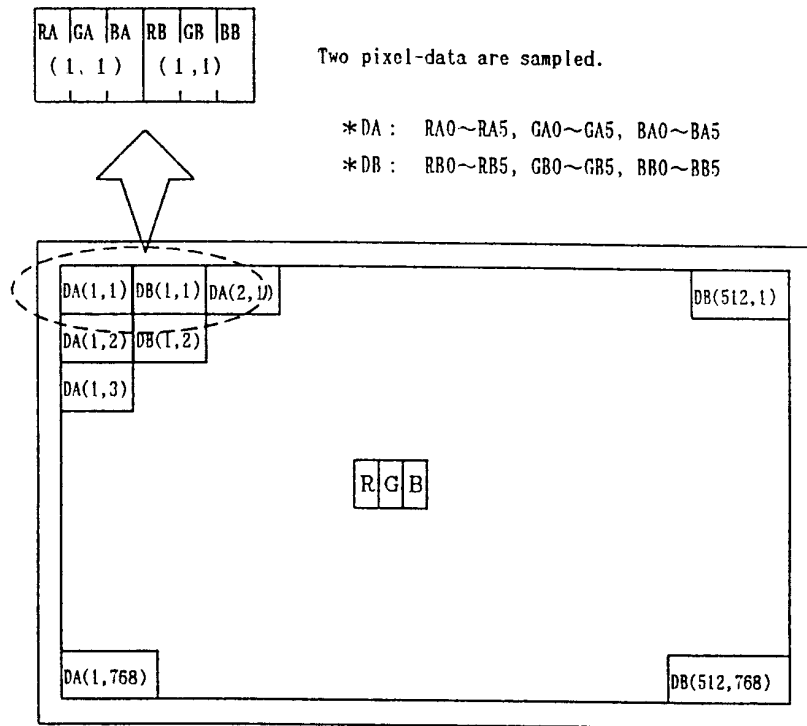 RA GA BA RB GB BB
(1, 1) (1,1)
Two pixel-data are sampled.
*DA : RA0~RA5, GA0~GA5, BA0~BA5
*DB : RB0~RB5, GB0~GB5, BB0~BB5
DA(1,1) DB(1,1) DA(2,1) DB(512,1)
DA(1,2) DB(1,2)
DA(1,3)
R G B
DA(1,768) DB(512,768)